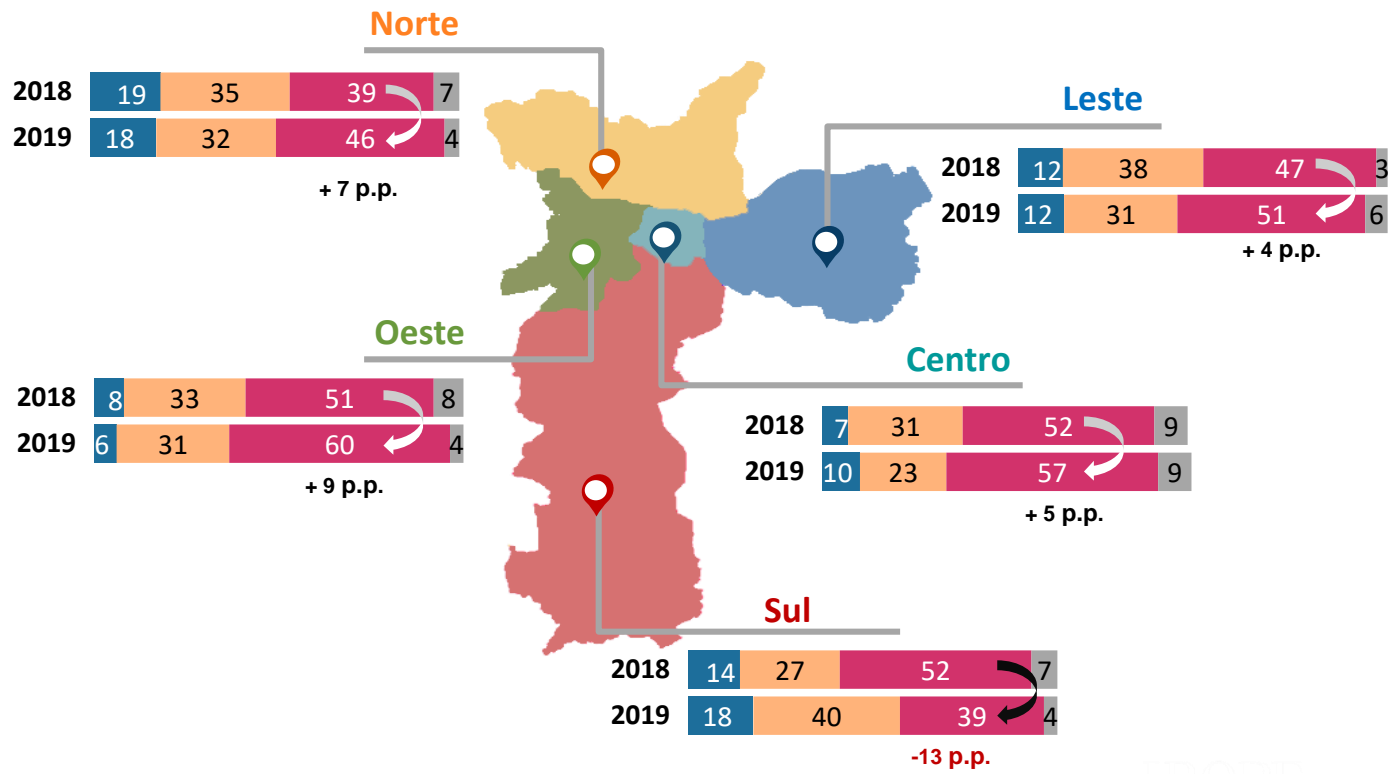 Norte
2018 19 35 39 7
2019 18 32 46 4
+ 7 p.p.
Leste
2018 12 38 47 3
2019 12 31 51 6
+ 4 p.p.
Oeste
2018 8 33 51 8
2019 6 31 60 4
+ 9 p.p.
Centro
2018 7 31 52 9
2019 10 23 57 9
+ 5 p.p.
Sul
2018 14 27 52 7
2019 18 40 39 4
-13 p.p.